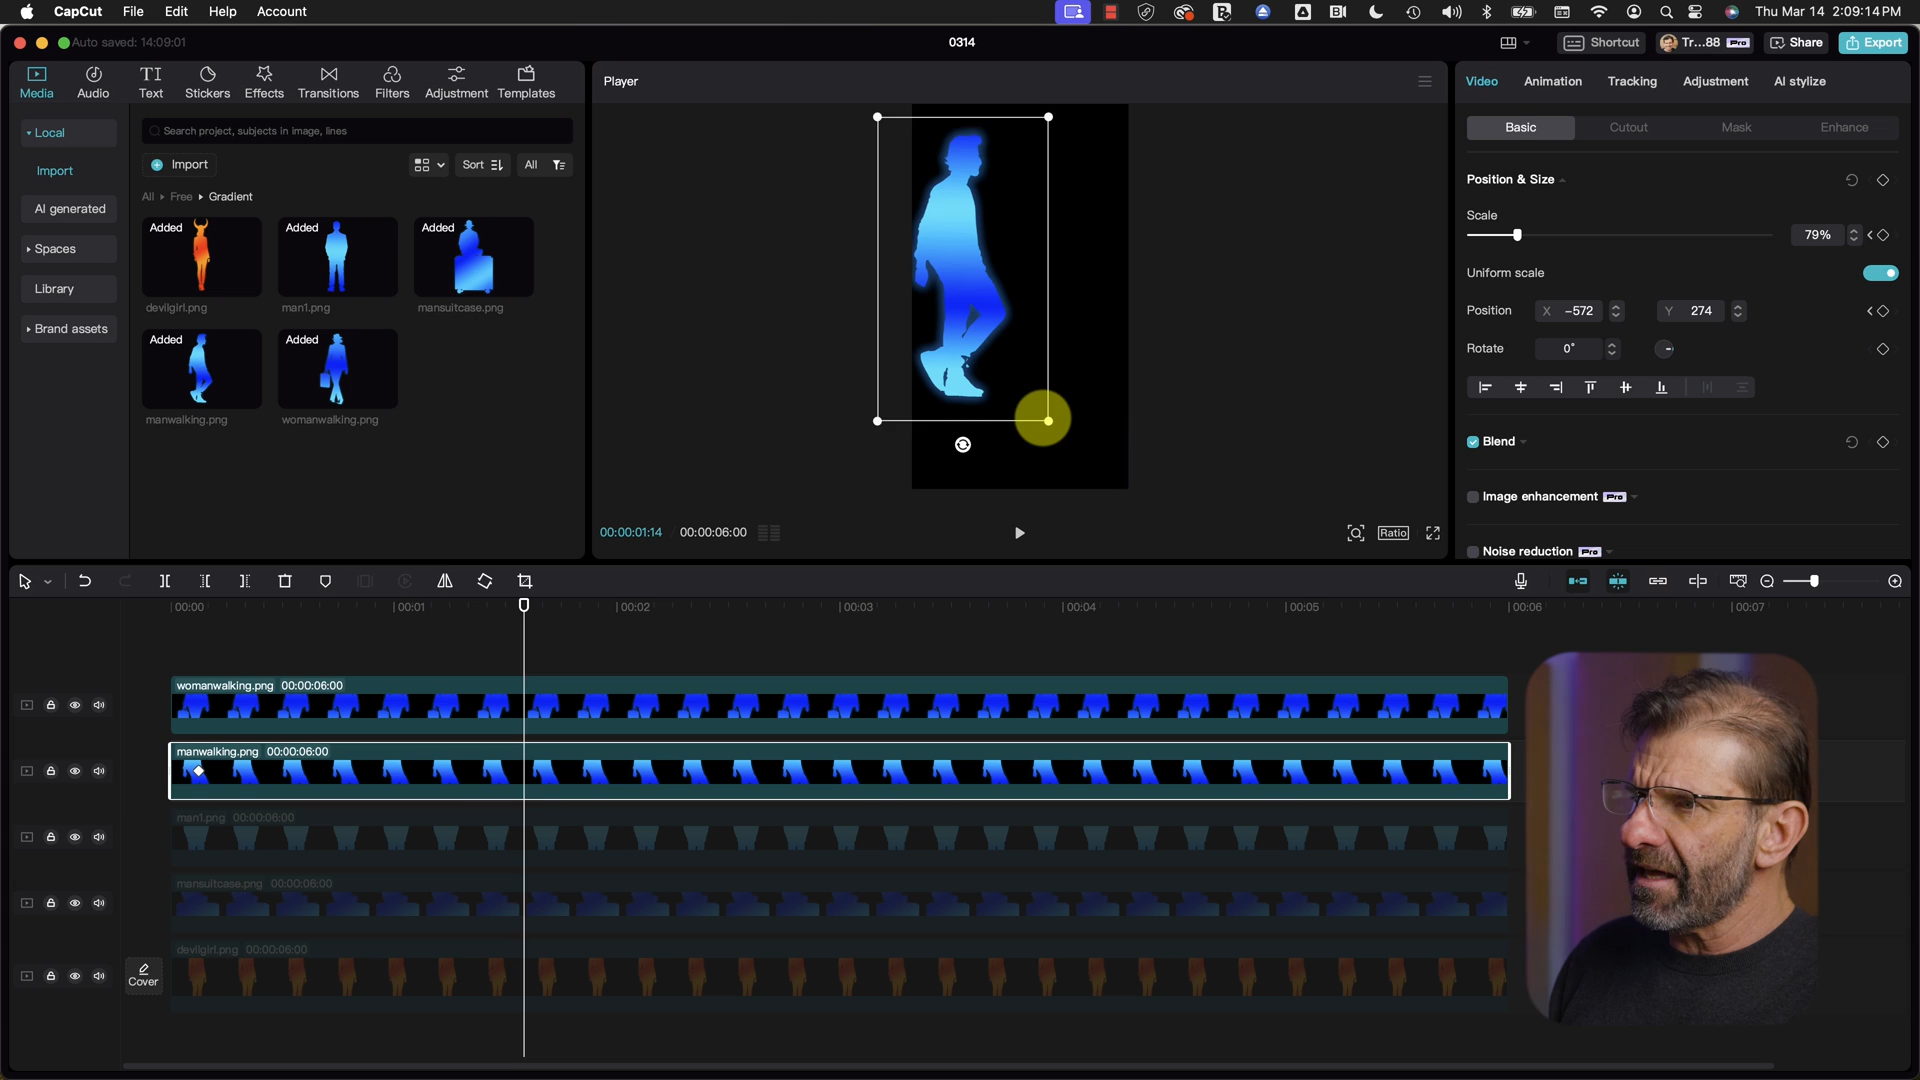 CapCut File Edit Help Account
Thu Mar 14 2:09:14 PM
Auto saved: 14:09:01
0314
Shortcut
Tr...88 Pro
Share
Export
Media
Audio
Text
Stickers
Effects
Transitions
Filters
Adjustment
Templates
Local
Import
AI generated
Spaces
Library
Brand assets
Search project, subjects in image, lines
Import
Sort
All
All Free Gradient
Added
devilgirl.png
Added
man1.png
Added
mansuitcase.png
Added
manwalking.png
Added
womanwalking.png
Player
00:00:01:14 00:00:06:00
Ratio
Video Animation Tracking Adjustment AI stylize
Basic Cutout Mask Enhance
Position & Size
Scale
79%
Uniform scale
Position X -572 Y 274
Rotate 0°
Blend
Image enhancement Pro
Noise reduction Pro
00:00 00:01 00:02 00:03 00:04 00:05 00:06 00:07
womanwalking.png 00:00:06:00
manwalking.png 00:00:06:00
man1.png 00:00:06:00
mansuitcase.png 00:00:06:00
devilgirl.png 00:00:06:00
Cover